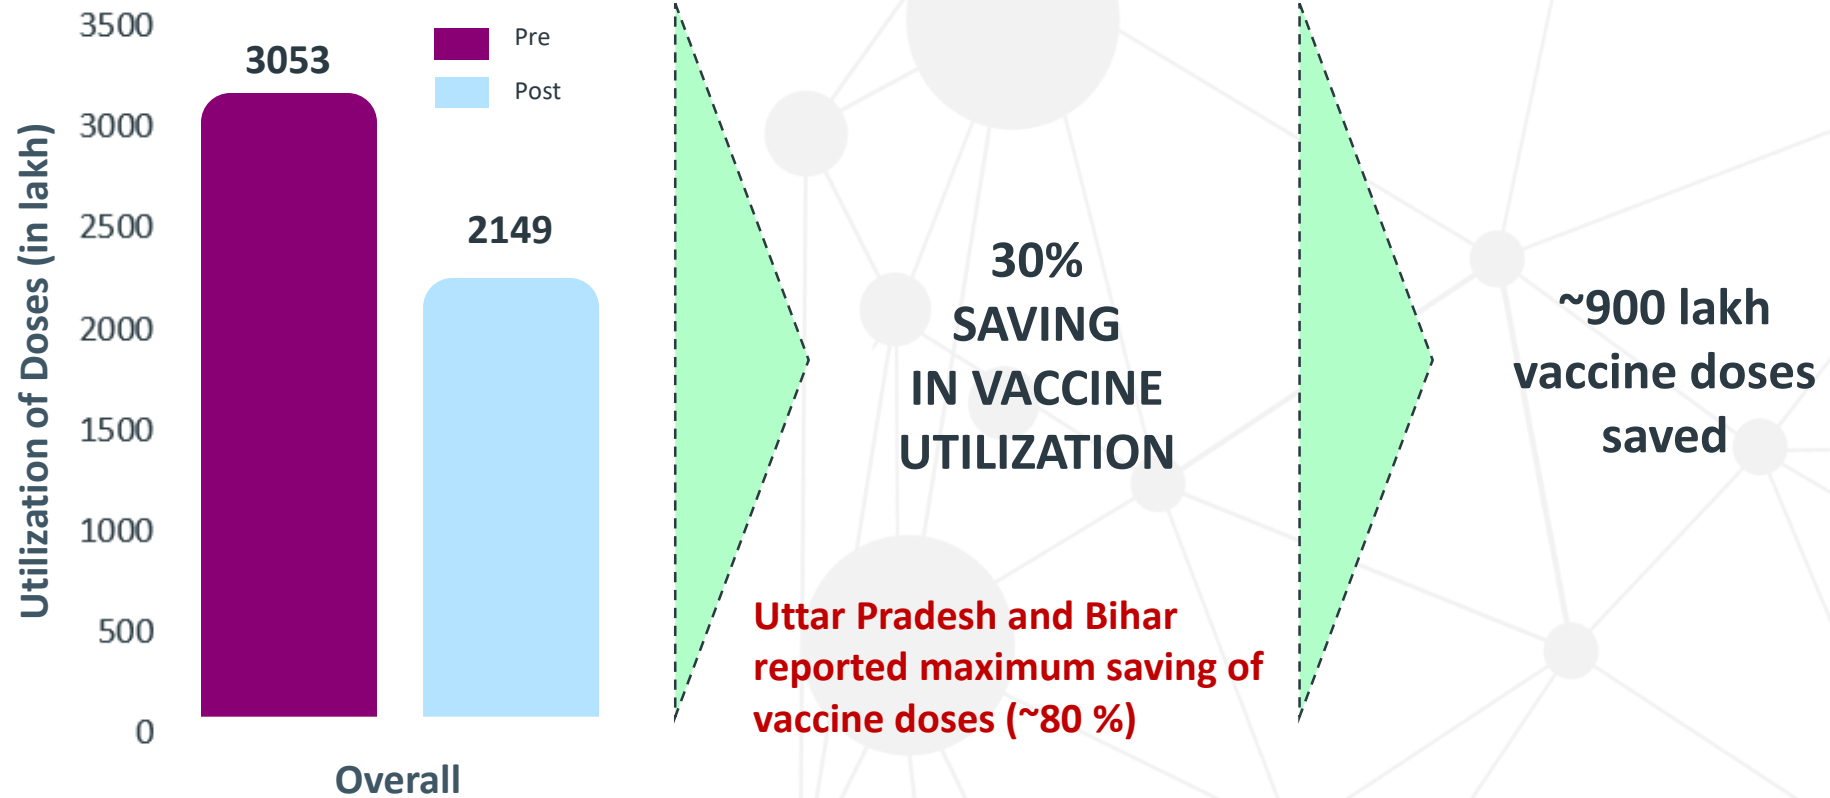 Utilization of Doses (in lakh)
3500
3000
2500
2000
1500
1000
500
0
3053
2149
Overall
Pre
Post
30%
SAVING
IN VACCINE
UTILIZATION
Uttar Pradesh and Bihar
reported maximum saving of
vaccine doses (~80 %)
~900 lakh
vaccine doses
saved